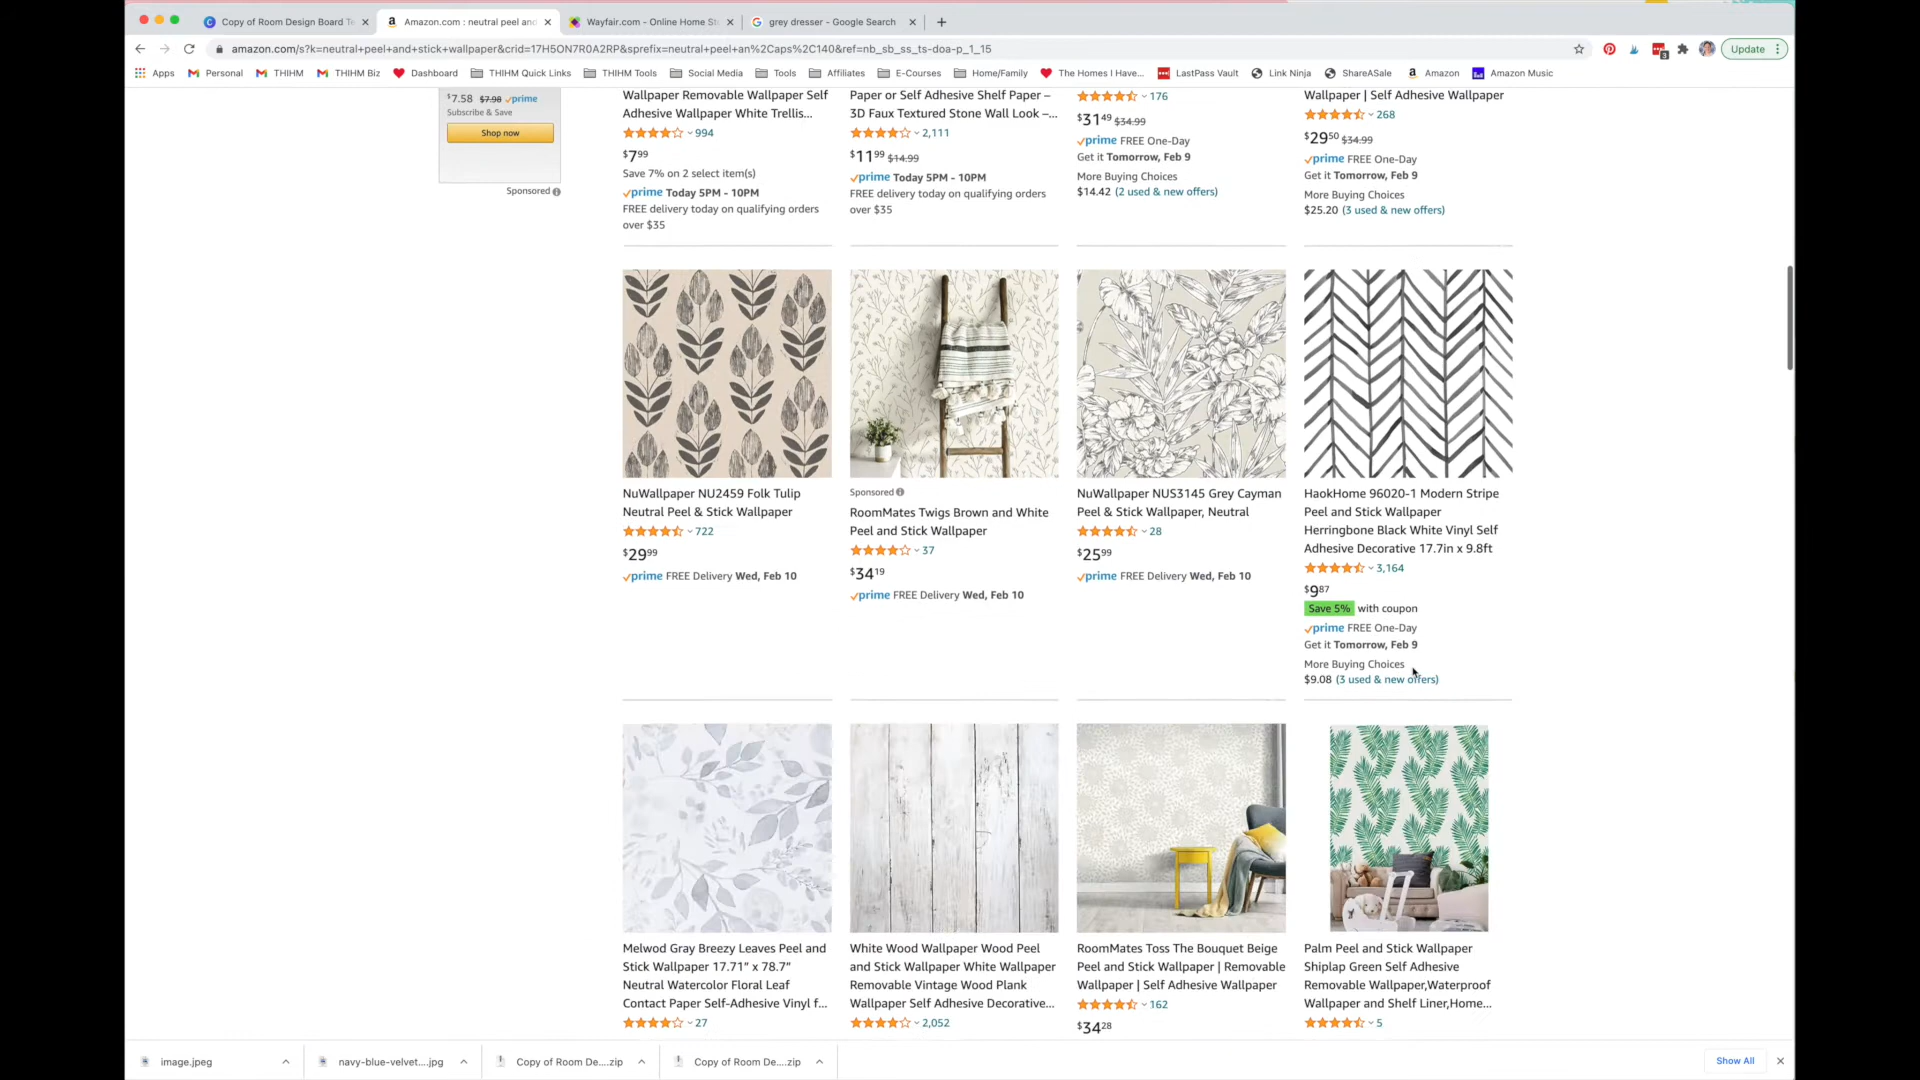 Copy of Room Design Board Te
Amazon.com : neutral peel and
Wayfair.com - Online Home St
grey dresser - Google Search
amazon.com/s?k=neutral+peel+and+stick+wallpaper&crid=17H5ON7R0A2RP&sprefix=neutral+peel+an%2Caps%2C140&ref=nb_sb_ss_ts-doa-p_1_15
Update
Apps
Personal
THIHM
THIHM Biz
Dashboard
THIHM Quick Links
THIHM Tools
Social Media
Tools
Affiliates
E-Courses
Home/Family
The Homes I Have...
LastPass Vault
Link Ninja
ShareASale
Amazon
Amazon Music
$7.58 $7.98 prime
Subscribe & Save
Shop now
Sponsored
Wallpaper Removable Wallpaper Self
Adhesive Wallpaper White Trellis...
994
$7.99
Save 7% on 2 select item(s)
prime Today 5PM - 10PM
FREE delivery today on qualifying orders
over $35
Paper or Self Adhesive Shelf Paper –
3D Faux Textured Stone Wall Look –...
2,111
$11.99 $14.99
prime Today 5PM - 10PM
FREE delivery today on qualifying orders
over $35
176
$31.49 $34.99
prime FREE One-Day
Get it Tomorrow, Feb 9
More Buying Choices
$14.42 (2 used & new offers)
Wallpaper | Self Adhesive Wallpaper
268
$29.50 $34.99
prime FREE One-Day
Get it Tomorrow, Feb 9
More Buying Choices
$25.20 (3 used & new offers)
NuWallpaper NU2459 Folk Tulip
Neutral Peel & Stick Wallpaper
722
$29.99
prime FREE Delivery Wed, Feb 10
Sponsored
RoomMates Twigs Brown and White
Peel and Stick Wallpaper
37
$34.19
prime FREE Delivery Wed, Feb 10
NuWallpaper NUS3145 Grey Cayman
Peel & Stick Wallpaper, Neutral
28
$25.99
prime FREE Delivery Wed, Feb 10
HaokHome 96020-1 Modern Stripe
Peel and Stick Wallpaper
Herringbone Black White Vinyl Self
Adhesive Decorative 17.7in x 9.8ft
3,164
$9.87
Save 5% with coupon
prime FREE One-Day
Get it Tomorrow, Feb 9
More Buying Choices
$9.08 (3 used & new offers)
Melwod Gray Breezy Leaves Peel and
Stick Wallpaper 17.71” x 78.7”
Neutral Watercolor Floral Leaf
Contact Paper Self-Adhesive Vinyl f...
27
White Wood Wallpaper Wood Peel
and Stick Wallpaper White Wallpaper
Removable Vintage Wood Plank
Wallpaper Self Adhesive Decorative...
2,052
RoomMates Toss The Bouquet Beige
Peel and Stick Wallpaper | Removable
Wallpaper | Self Adhesive Wallpaper
162
$34.28
Palm Peel and Stick Wallpaper
Shiplap Green Self Adhesive
Removable Wallpaper,Waterproof
Wallpaper and Shelf Liner,Home...
5
image.jpeg
navy-blue-velvet....jpg
Copy of Room De....zip
Copy of Room De....zip
Show All